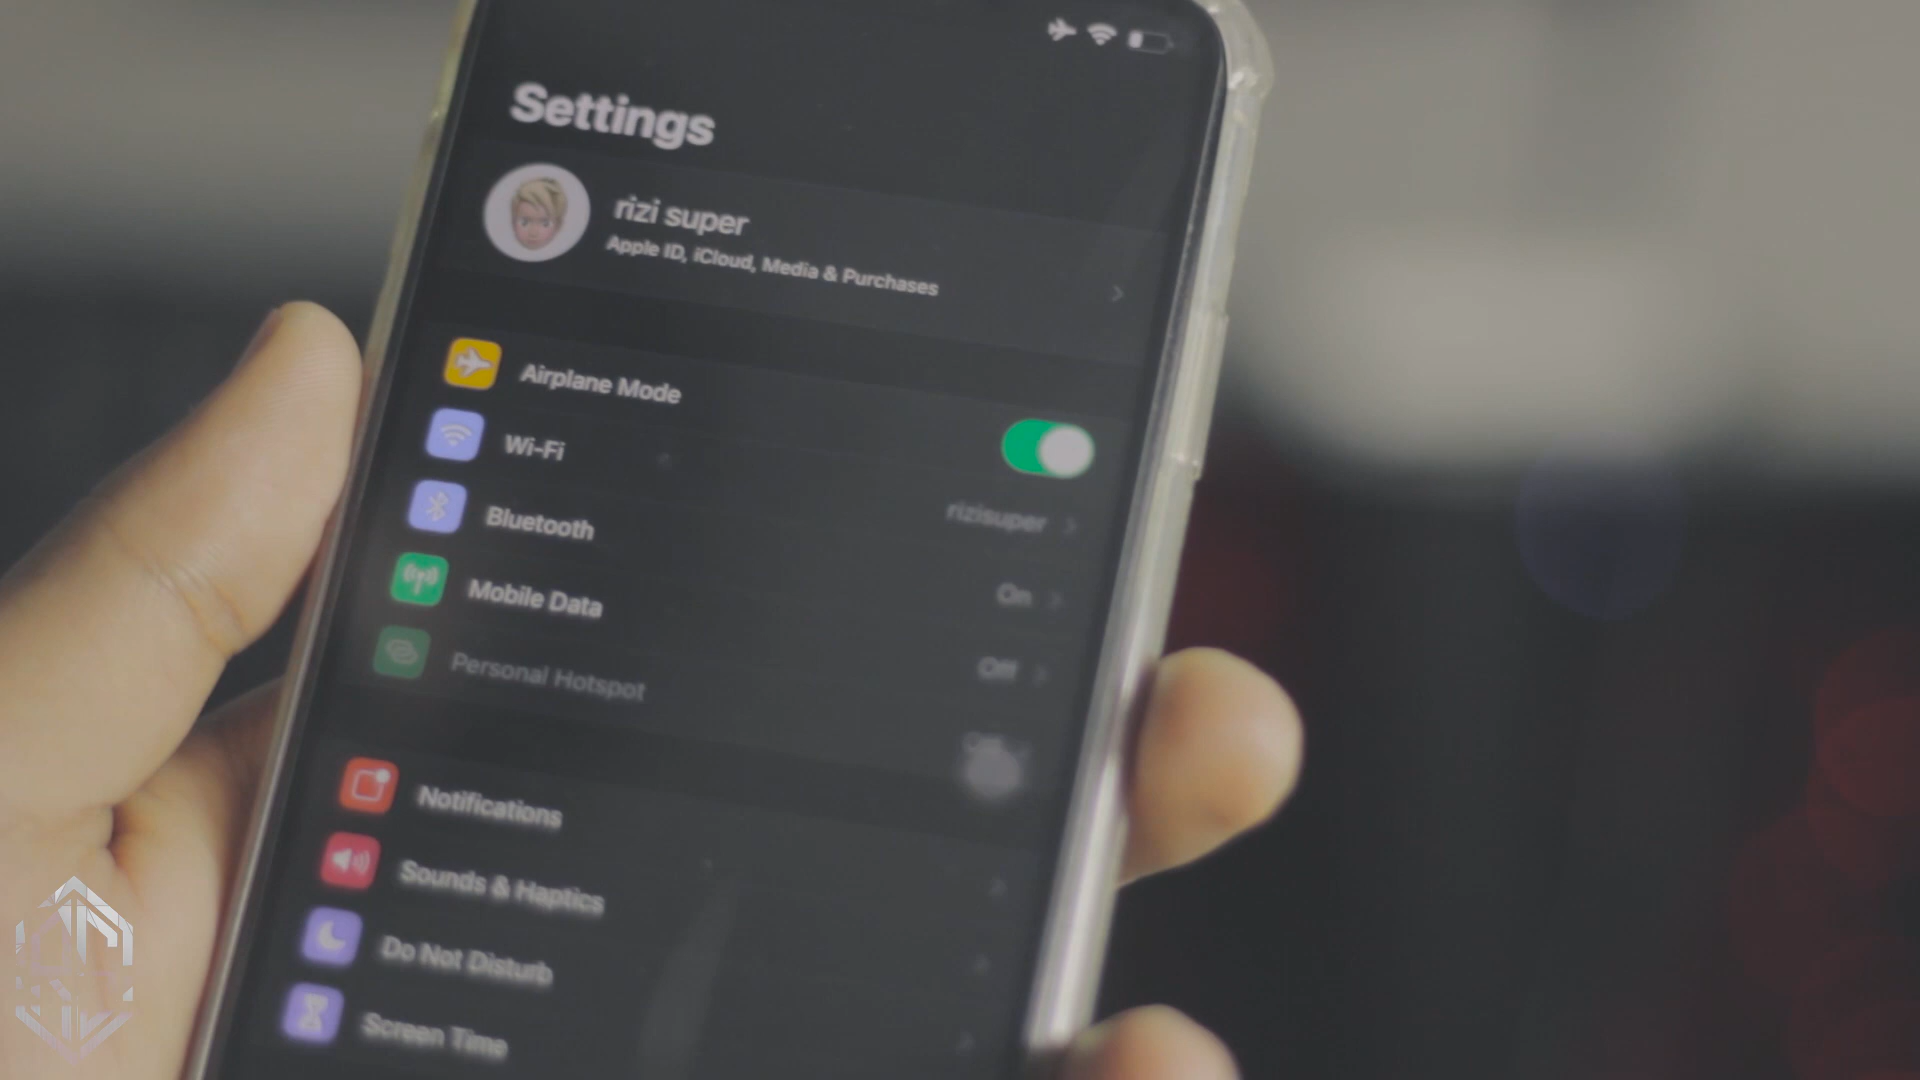 Settings
rizi super
Apple ID, iCloud, Media & Purchases
Airplane Mode
Wi-Fi
rizisuper
Bluetooth
On
Mobile Data
Off
Personal Hotspot
Notifications
Sounds & Haptics
Do Not Disturb
Screen Time